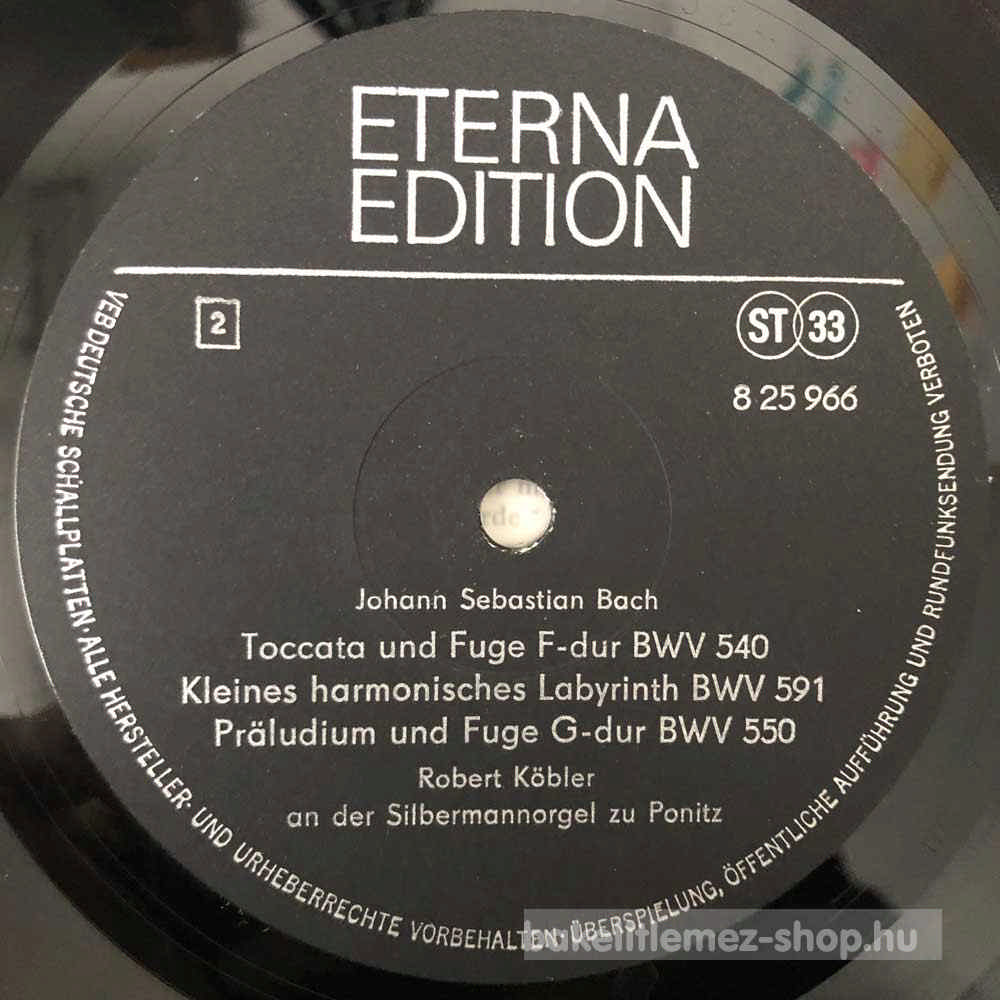 ETERNA
EDITION
2
ST 33
8 25 966
Johann Sebastian Bach
Toccata und Fuge F-dur BWV 540
Kleines harmonisches Labyrinth BWV 591
Präludium und Fuge G-dur BWV 550
Robert Köbler
an der Silbermannorgel zu Ponitz
VEB DEUTSCHE SCHALLPLATTEN · ALLE HERSTELLER- UND URHEBERRECHTE VORBEHALTEN · ÜBERSPIELUNG, ÖFFENTLICHE AUFFÜHRUNG UND RUNDFUNKSENDUNG VERBOTEN
bakelitlemez-shop.hu